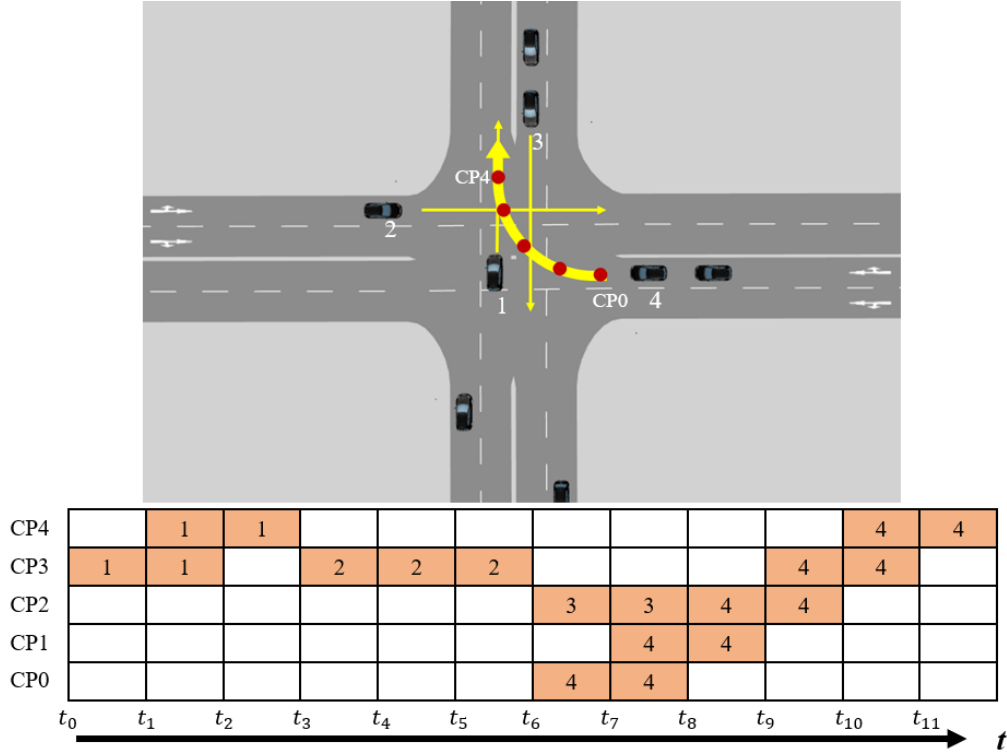 3
CP4
2
1
CP0
4
CP4 1 1 4 4
CP3 1 1 2 2 2 4 4
CP2 3 3 4 4
CP1 4 4
CP0 4 4
t₀ t₁ t₂ t₃ t₄ t₅ t₆ t₇ t₈ t₉ t₁₀ t₁₁
t